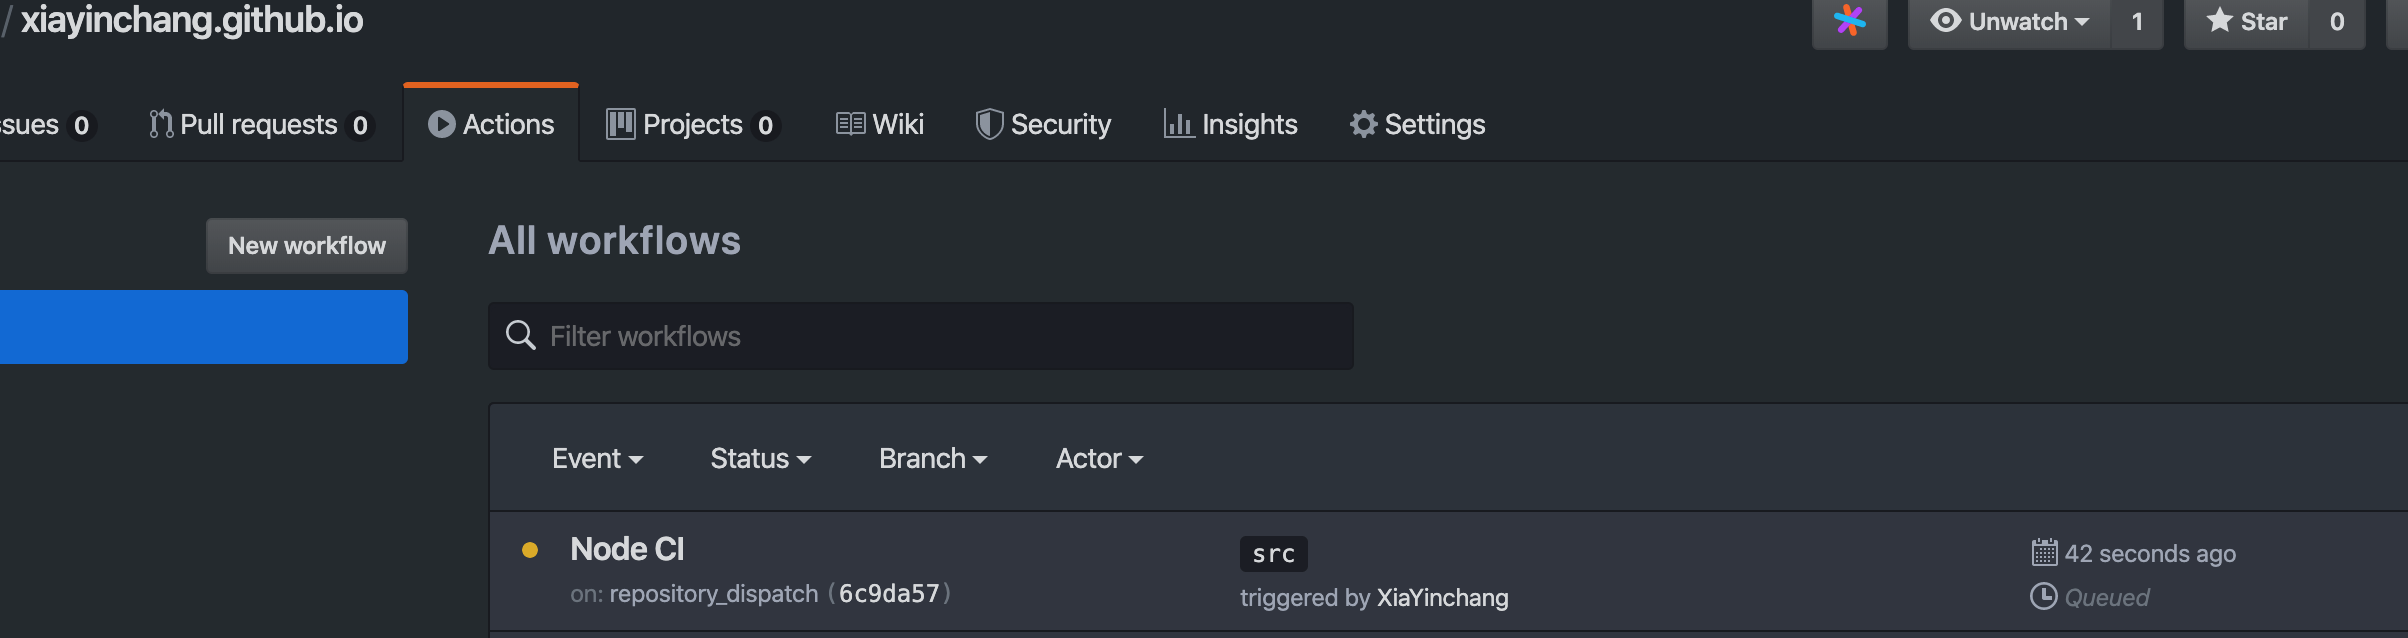 / xiayinchang.github.io
Unwatch 1
Star 0
ssues 0
Pull requests 0
Actions
Projects 0
Wiki
Security
Insights
Settings
New workflow
All workflows
Filter workflows
Event
Status
Branch
Actor
Node CI
src
42 seconds ago
on: repository_dispatch (6c9da57)
triggered by XiaYinchang
Queued